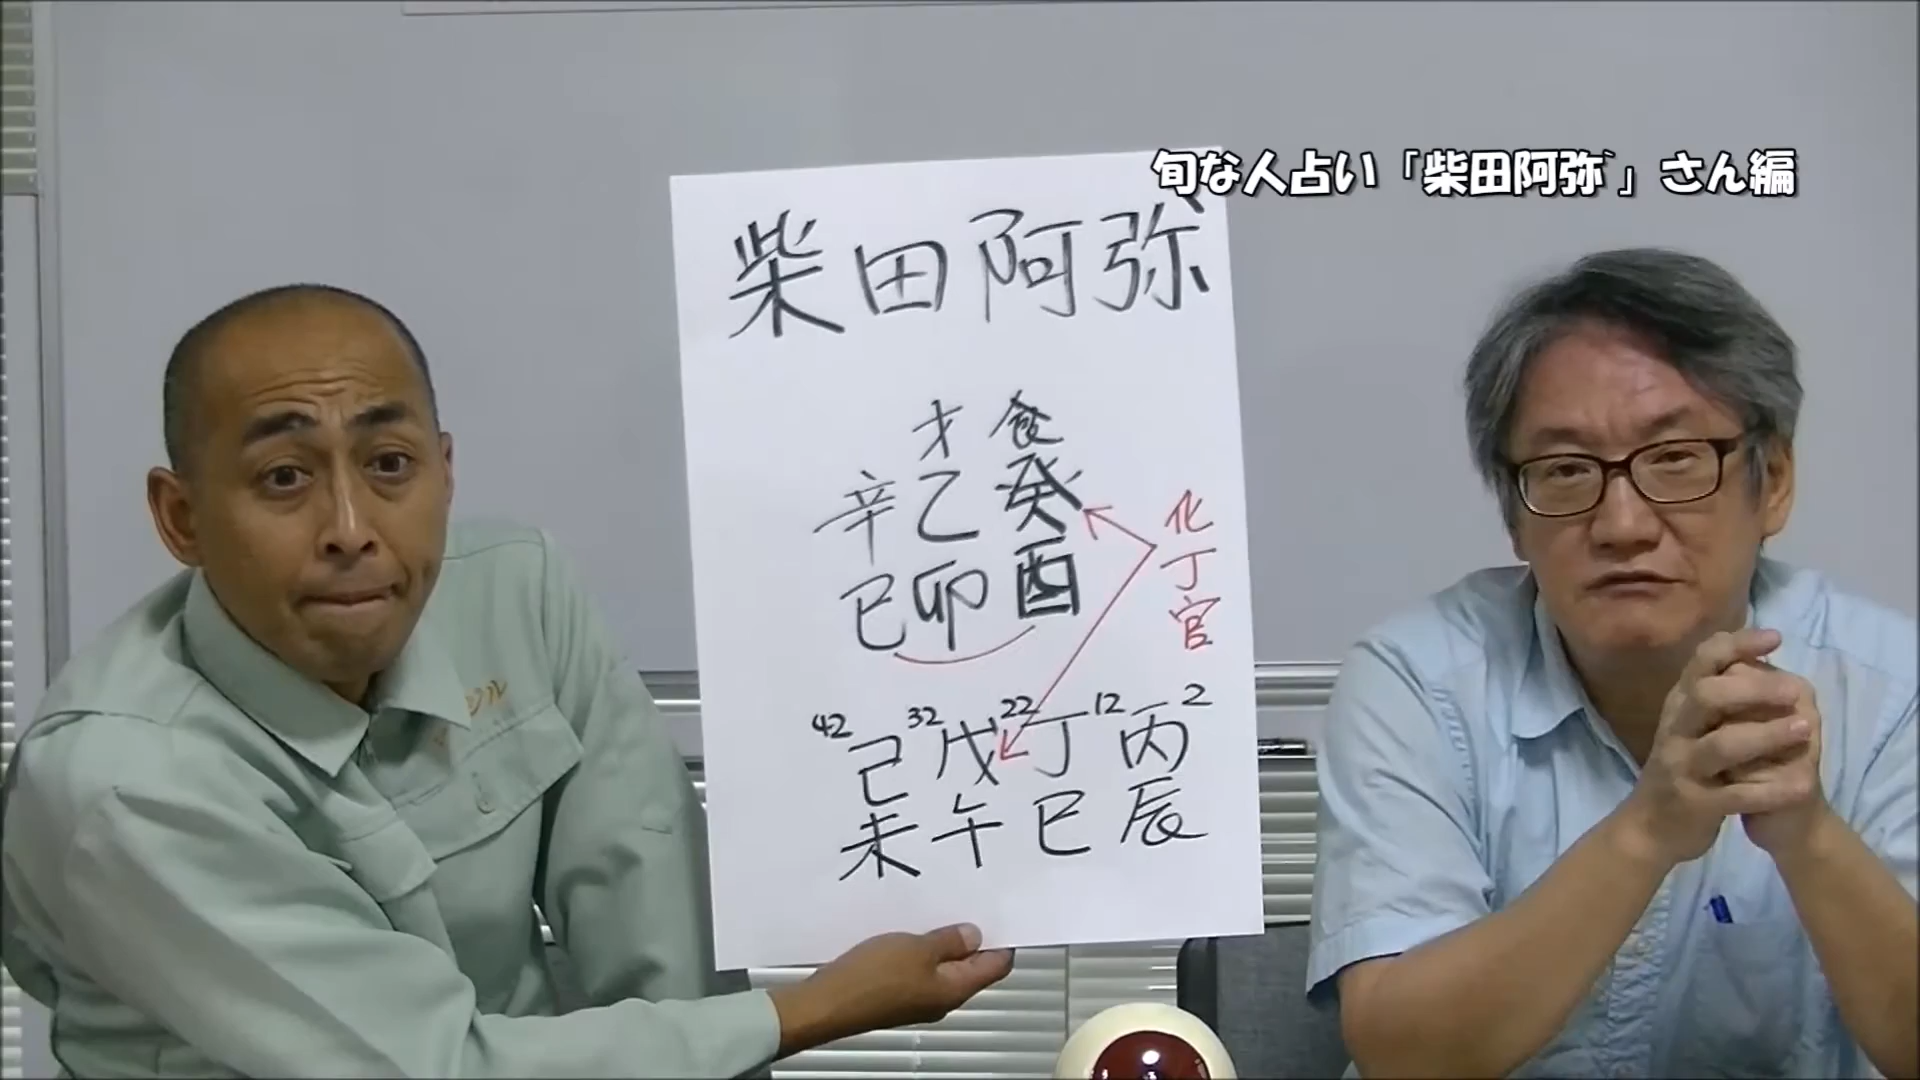 旬な人占い「柴田阿弥」さん編
柴田阿弥
才 食
辛 乙 癸
巳 卯 酉
化丁官
42 32 22 12 2
己 戊 丁 丙
未 午 巳 辰
ジル